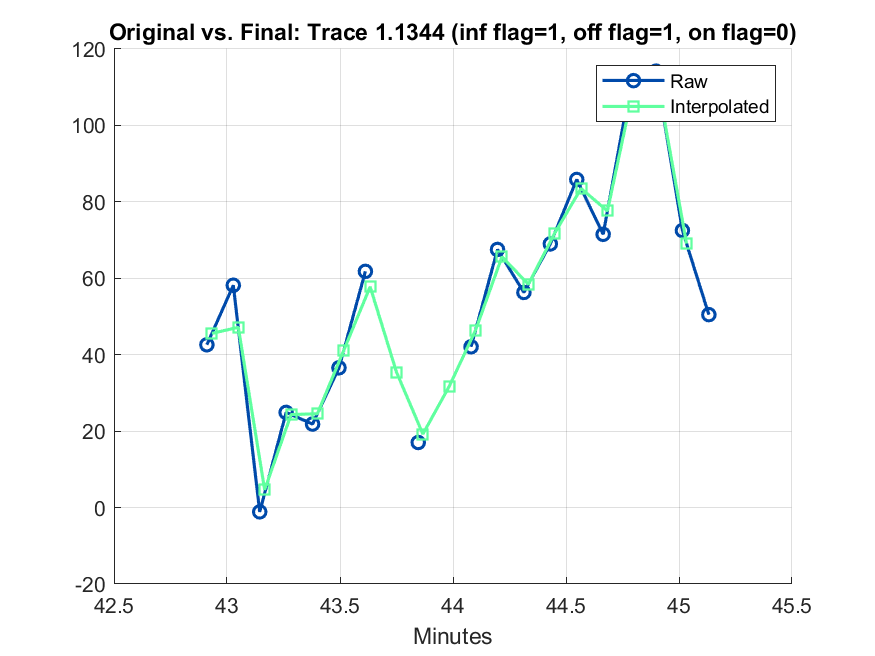 Original vs. Final: Trace 1.1344 (inf flag=1, off flag=1, on flag=0)
120
100
80
60
40
20
0
-20
Raw
Interpolated
42.5 43 43.5 44 44.5 45 45.5
Minutes